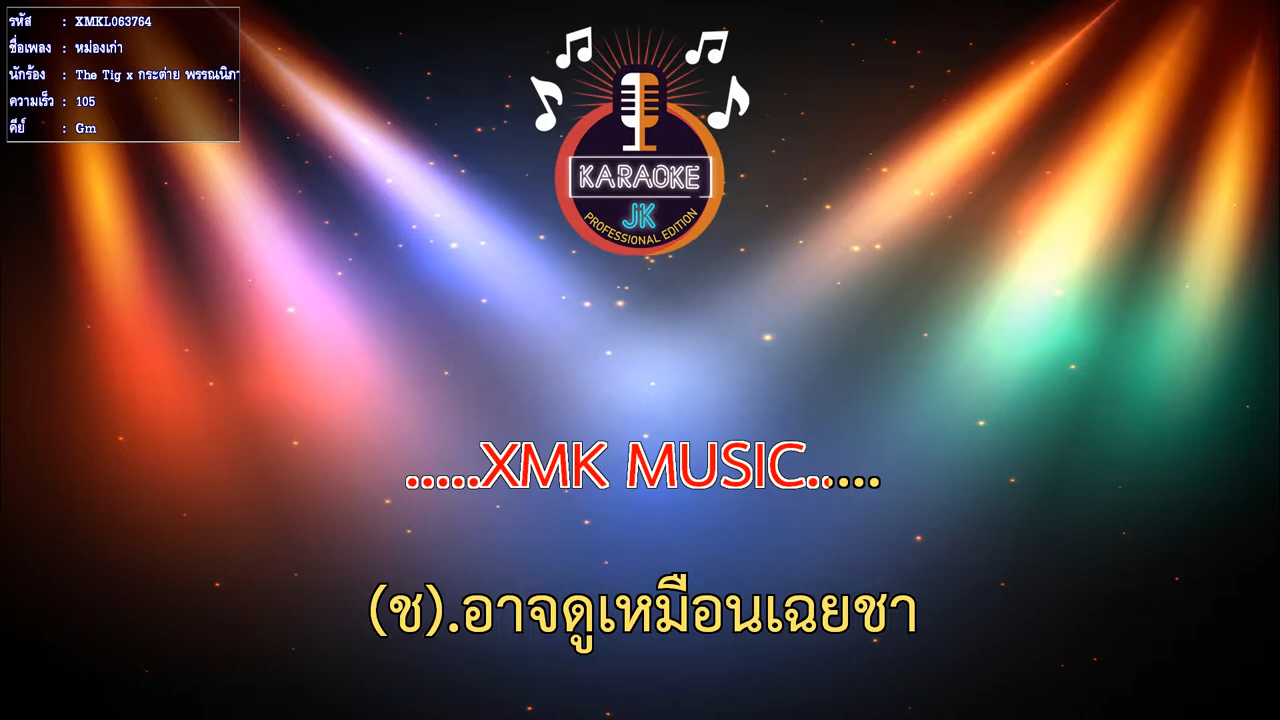 รหัส : XMKL063764
ชื่อเพลง : หม่องเก่า
นักร้อง : The Tig x กระต่าย พรรณนิภา
ความเร็ว : 105
คีย์ : Gm
KARAOKE
JK
PROFESSIONAL EDITION
.....XMK MUSIC.....
(ช).อาจดูเหมือนเฉยชา